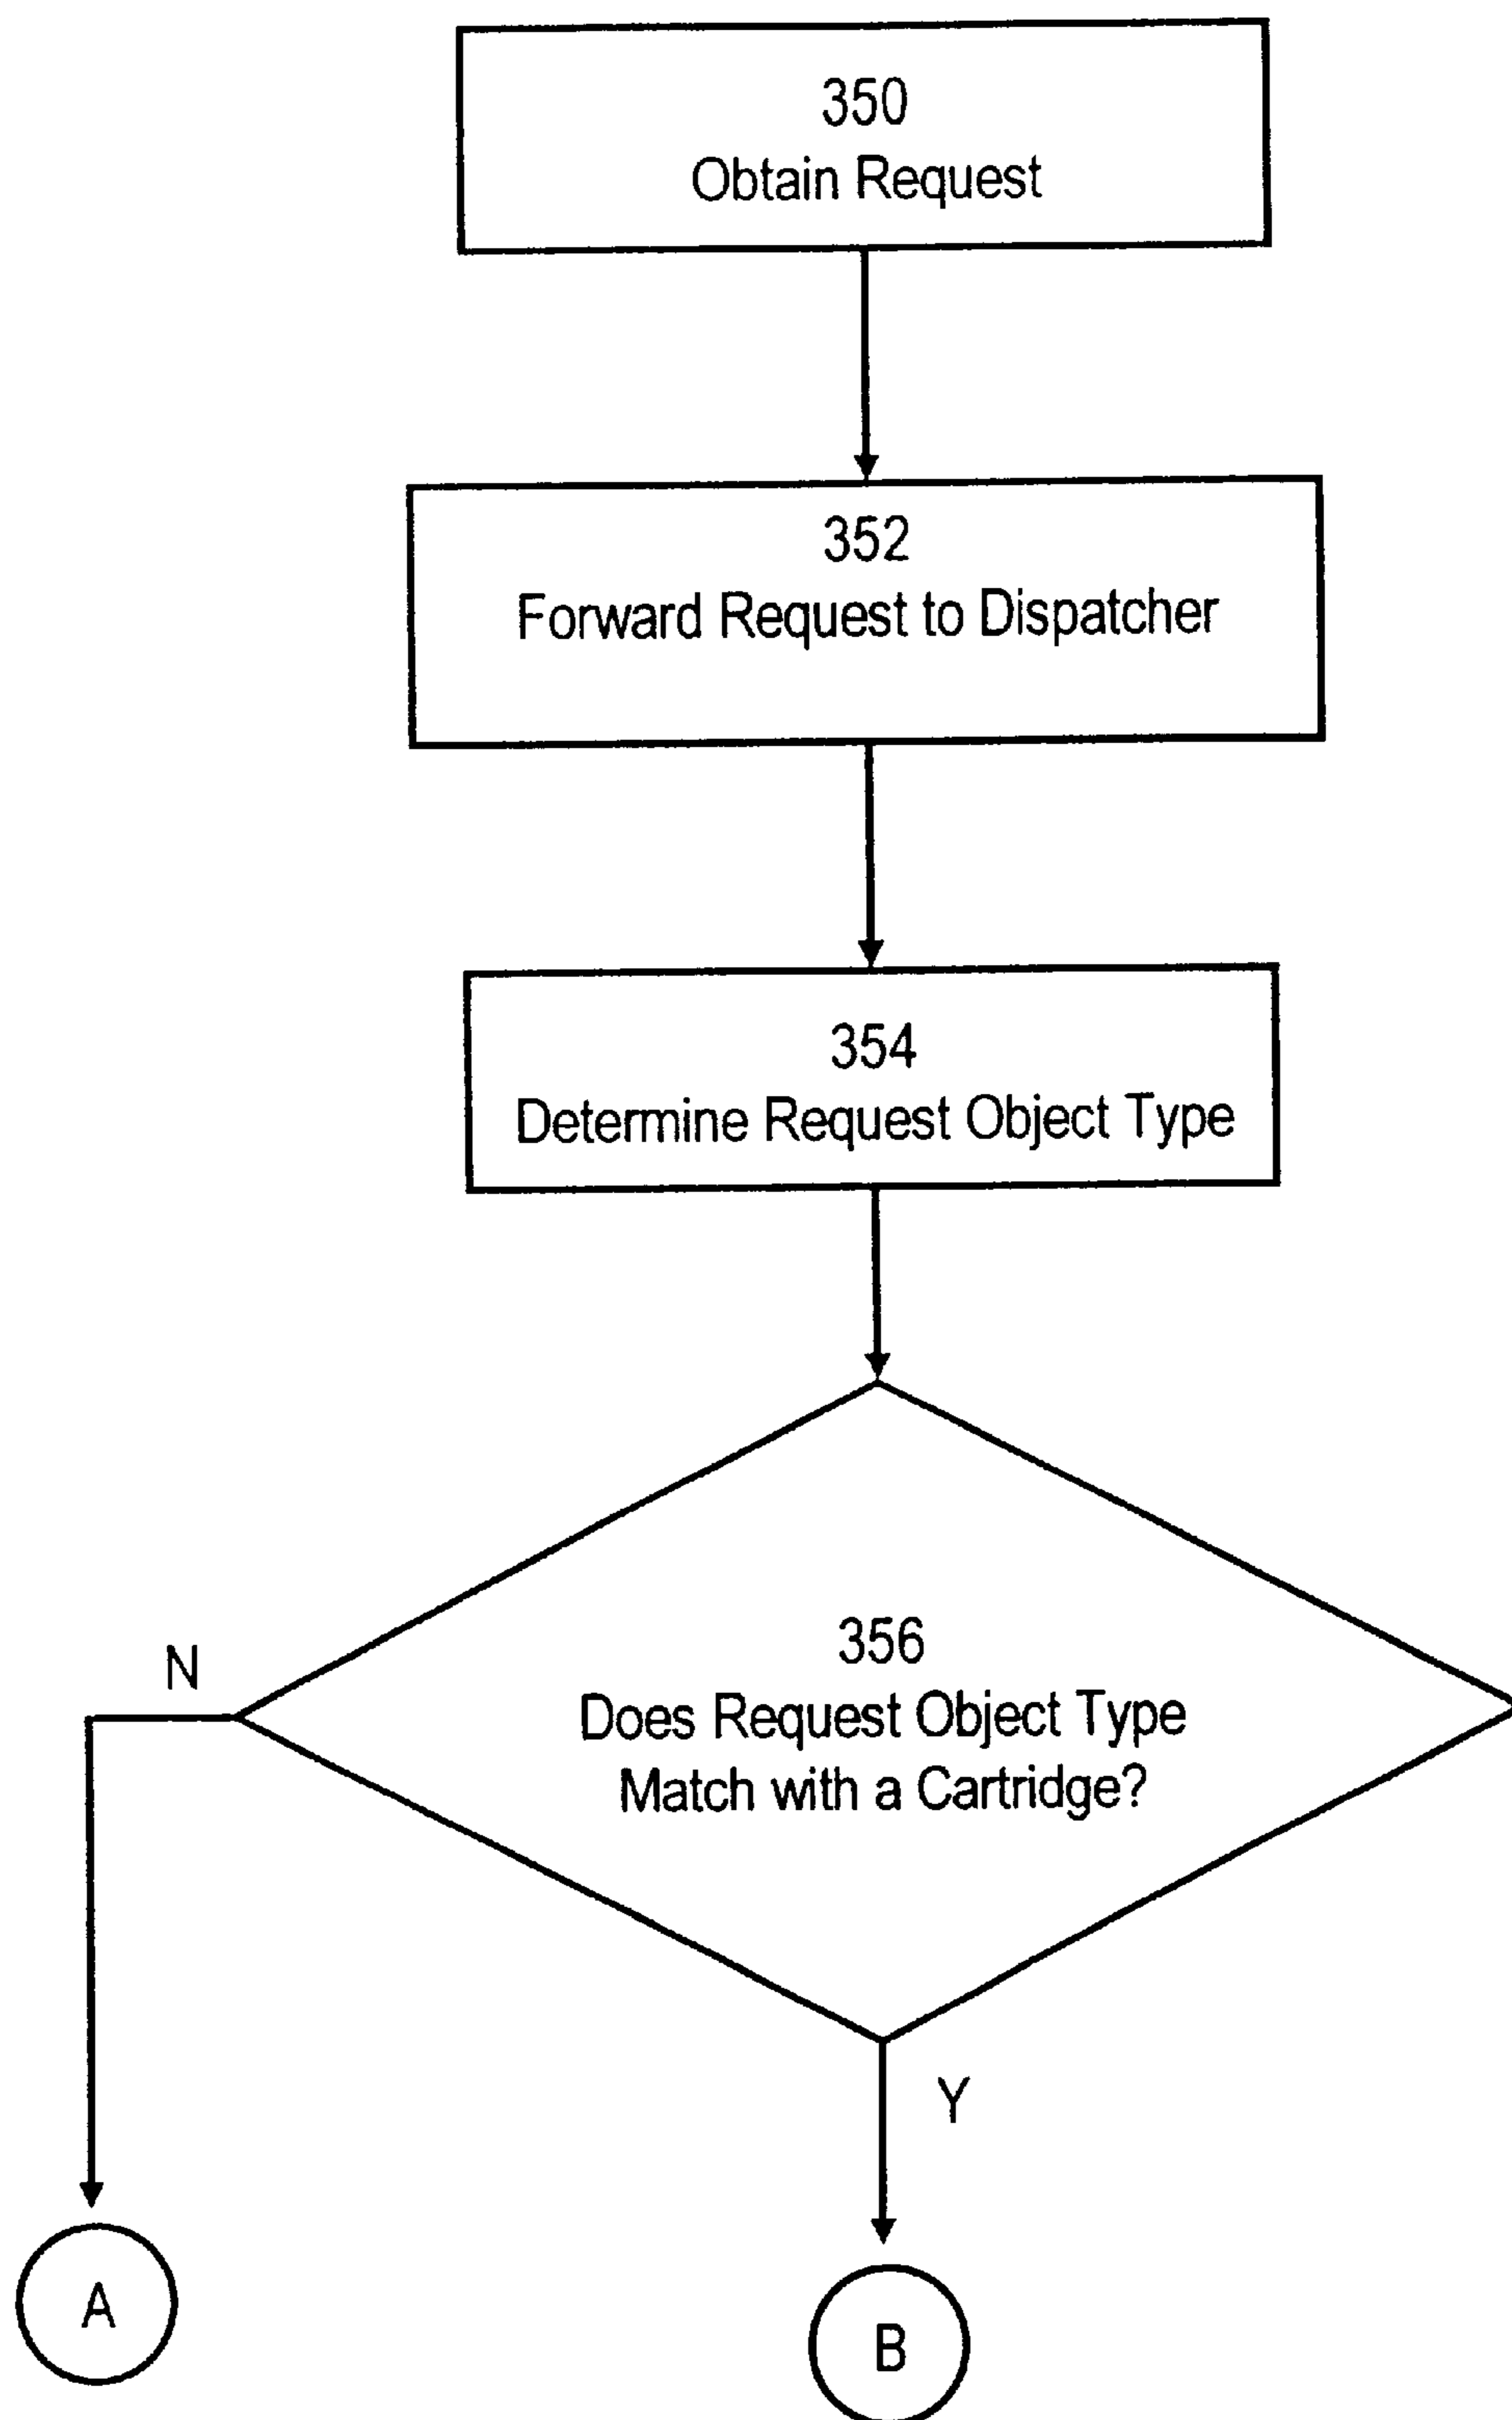 350
Obtain Request
352
Forward Request to Dispatcher
354
Determine Request Object Type
356
Does Request Object Type
Match with a Cartridge?
N
Y
A
B